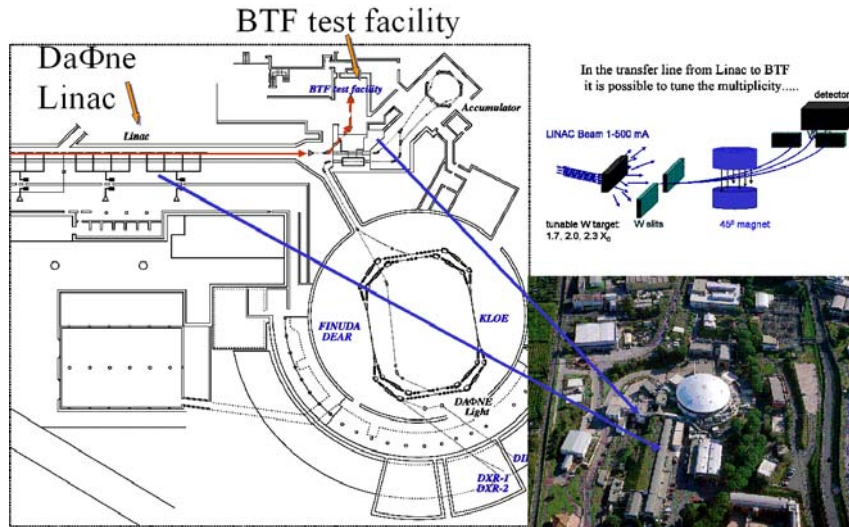 BTF test facility
DaΦne
Linac
BTF test facility
Accumulator
Linac
FINUDA
DEAR
KLOE
DAΦNE
Light
DXR-1
DXR-2
In the transfer line from Linac to BTF
it is possible to tune the multiplicity.....
detector
LINAC Beam 1-500 mA
tunable W target:
1.7, 2.0, 2.3 X₀
W slits
45⁰ magnet